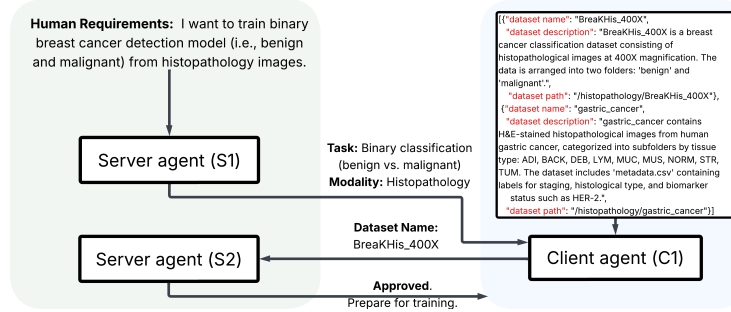 Human Requirements: I want to train binary
breast cancer detection model (i.e., benign
and malignant) from histopathology images.
Server agent (S1)
Task: Binary classification
(benign vs. malignant)
Modality: Histopathology
[{"dataset name": "BreaKHis_400X",
"dataset description": "BreaKHis_400X is a breast
cancer classification dataset consisting of
histopathological images at 400X magnification. The
data is arranged into two folders: 'benign' and
'malignant'.",
"dataset path": "/histopathology/BreaKHis_400X"},
{"dataset name": "gastric_cancer",
"dataset description": "gastric_cancer contains
H&E-stained histopathological images from human
gastric cancer, categorized into subfolders by tissue
type: ADI, BACK, DEB, LYM, MUC, MUS, NORM, STR,
TUM. The dataset includes 'metadata.csv' containing
labels for staging, histological type, and biomarker
status such as HER-2.",
"dataset path": "/histopathology/gastric_cancer"}]
Dataset Name:
BreaKHis_400X
Server agent (S2)
Client agent (C1)
Approved.
Prepare for training.